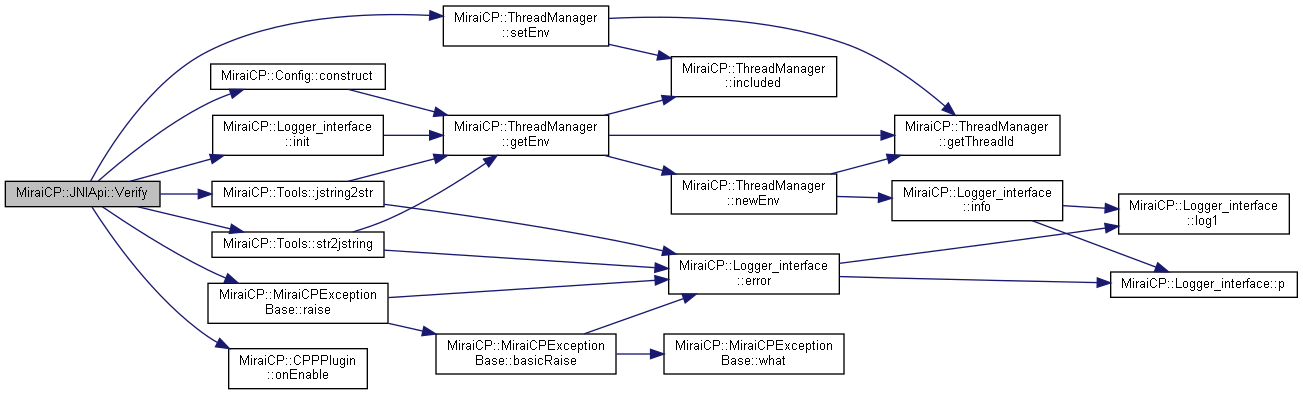 MiraiCP::ThreadManager
::setEnv
MiraiCP::ThreadManager
::included
MiraiCP::Config::construct
MiraiCP::Logger_interface
::init
MiraiCP::ThreadManager
::getEnv
MiraiCP::ThreadManager
::getThreadId
MiraiCP::JNIApi::Verify
MiraiCP::Tools::jstring2str
MiraiCP::ThreadManager
::newEnv
MiraiCP::Logger_interface
::info
MiraiCP::Logger_interface
::log1
MiraiCP::Tools::str2jstring
MiraiCP::Logger_interface
::error
MiraiCP::Logger_interface::p
MiraiCP::MiraiCPException
Base::raise
MiraiCP::MiraiCPException
Base::basicRaise
MiraiCP::MiraiCPException
Base::what
MiraiCP::CPPPlugin
::onEnable